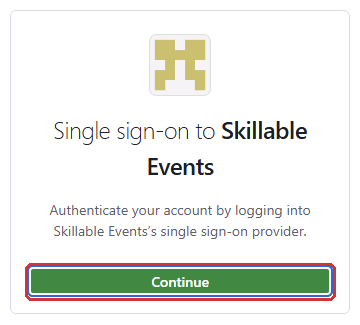 Single sign-on to Skillable
Events
Authenticate your account by logging into
Skillable Events’s single sign-on provider.
Continue